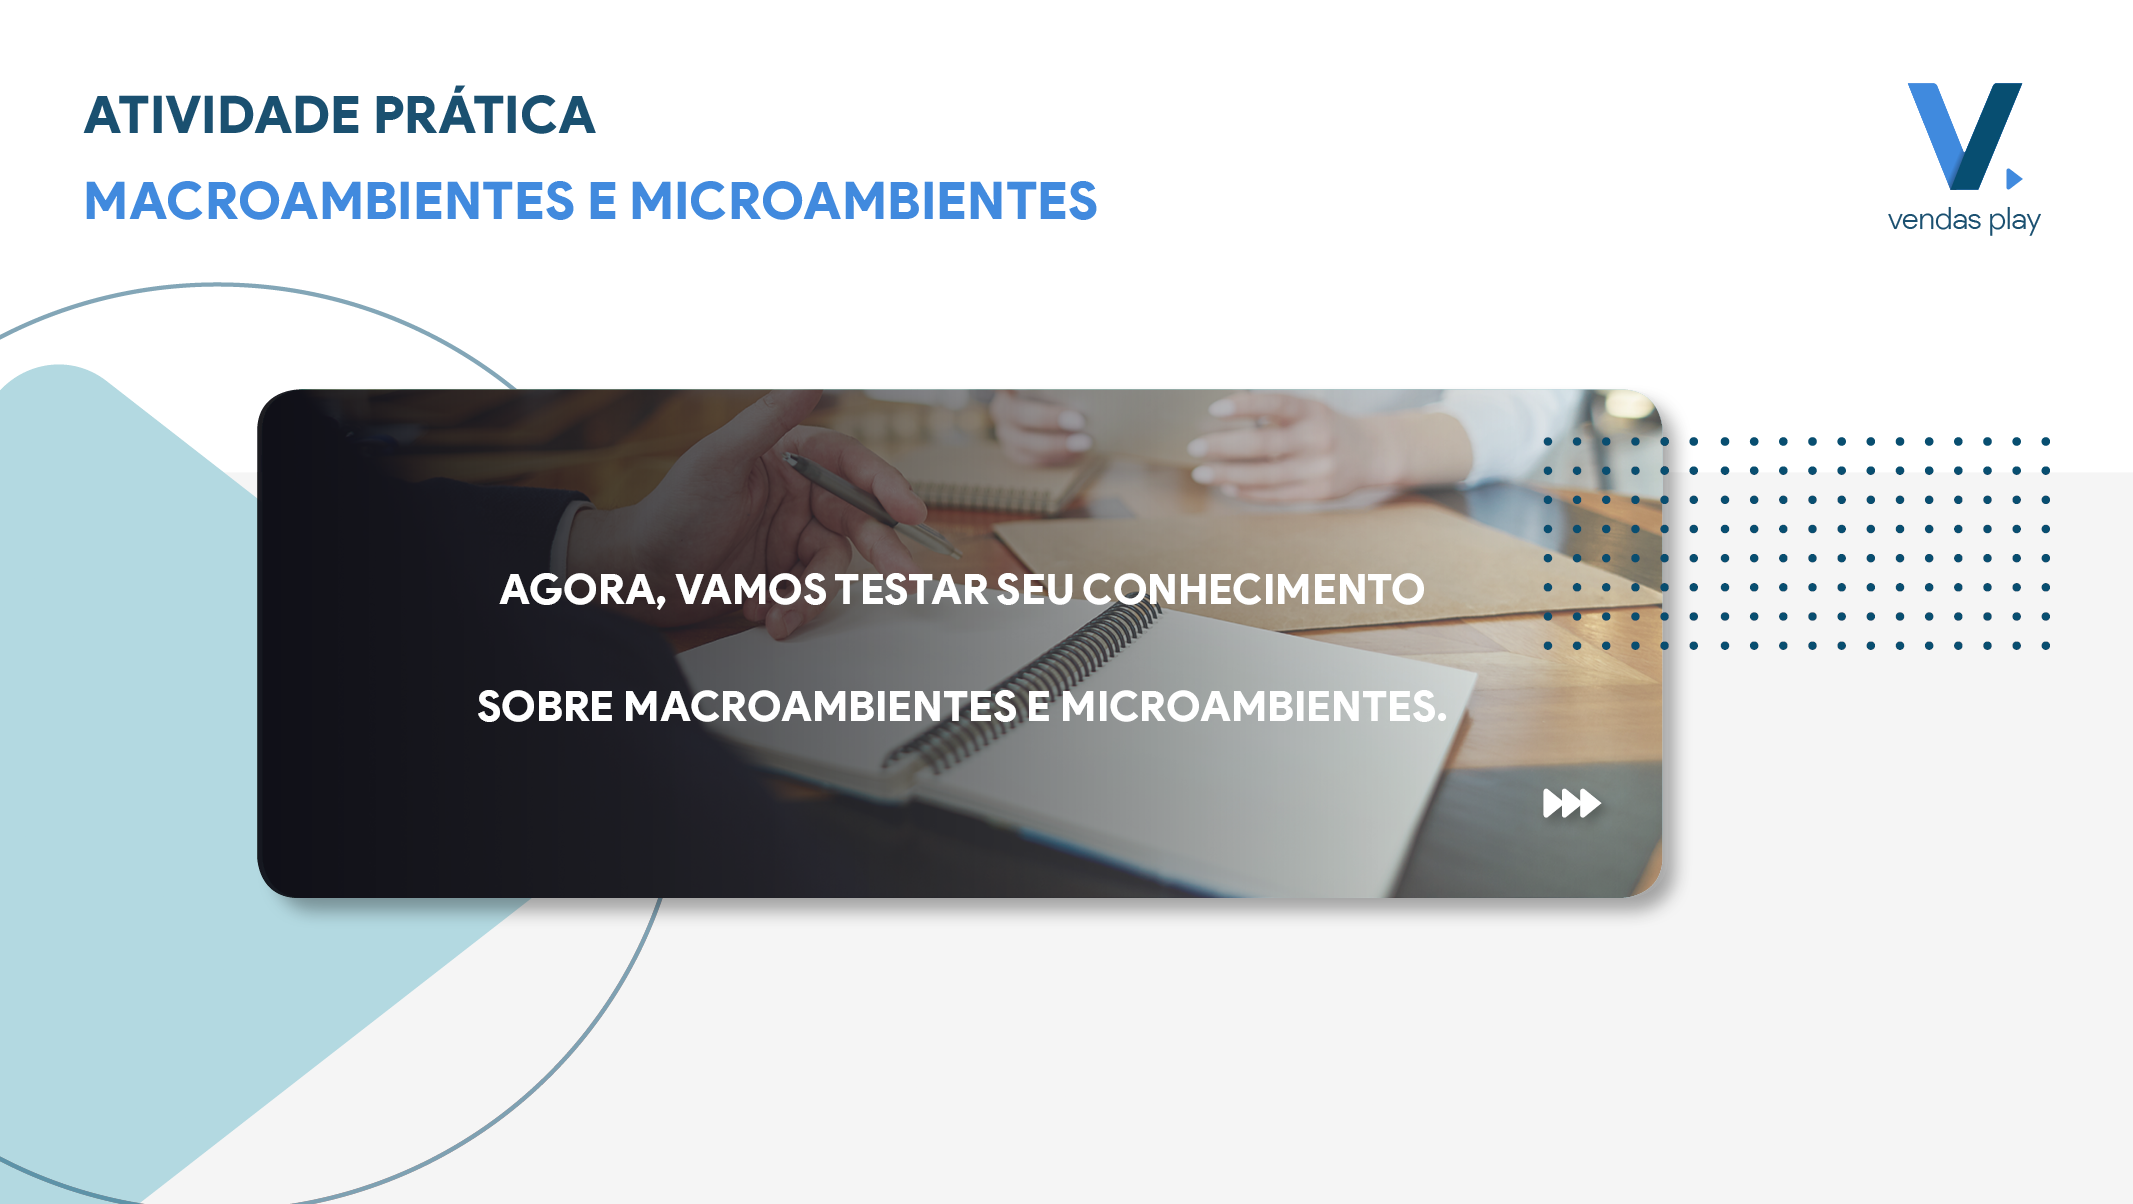 ATIVIDADE PRÁTICA
MACROAMBIENTES E MICROAMBIENTES
vendas play
AGORA, VAMOS TESTAR SEU CONHECIMENTO
SOBRE MACROAMBIENTES E MICROAMBIENTES.